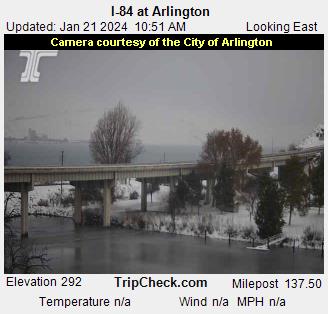 I-84 at Arlington
Updated: Jan 21 2024 10:51 AM Looking East
Camera courtesy of the City of Arlington
Elevation 292 TripCheck.com Milepost 137.50
Temperature n/a Wind n/a MPH n/a